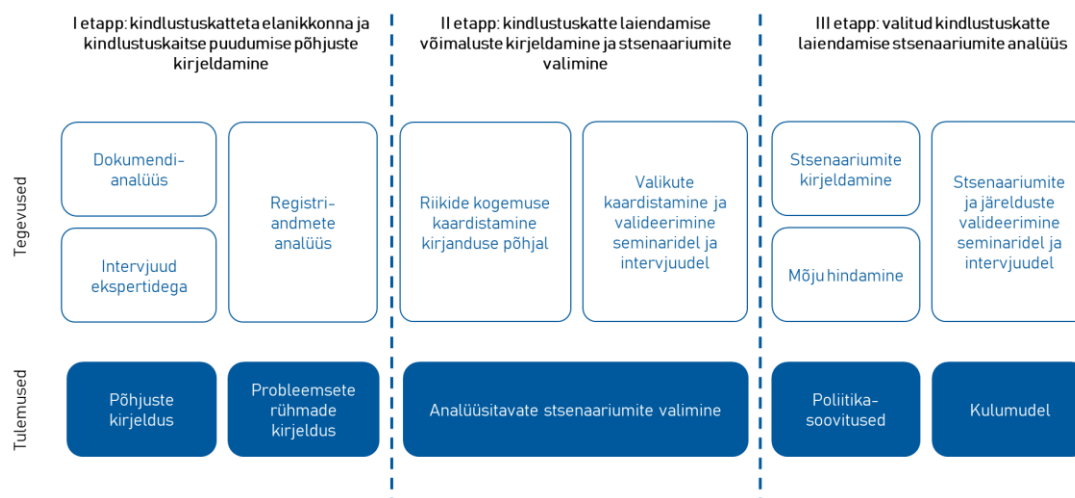 I etapp: kindlustuskatteta elanikkonna ja
kindlustuskaitse puudumise põhjuste
kirjeldamine
II etapp: kindlustuskatte laiendamise
võimaluste kirjeldamine ja stsenaariumite
valimine
III etapp: valitud kindlustuskatte
laiendamise stsenaariumite analüüs
Tegevused
Dokumendi-
analüüs
Intervjuud
ekspertidega
Registri-
andmete
analüüs
Riikide kogemuse
kaardistamine
kirjanduse põhjal
Valikute
kaardistamine ja
valideerimine
seminaridel ja
intervjuudel
Stsenaariumite
kirjeldamine
Mõju hindamine
Stsenaariumite
ja järelduste
valideerimine
seminaridel ja
intervjuudel
Tulemused
Põhjuste
kirjeldus
Probleemsete
rühmade
kirjeldus
Analüüsitavate stsenaariumite valimine
Poliitika-
soovitused
Kulumudel